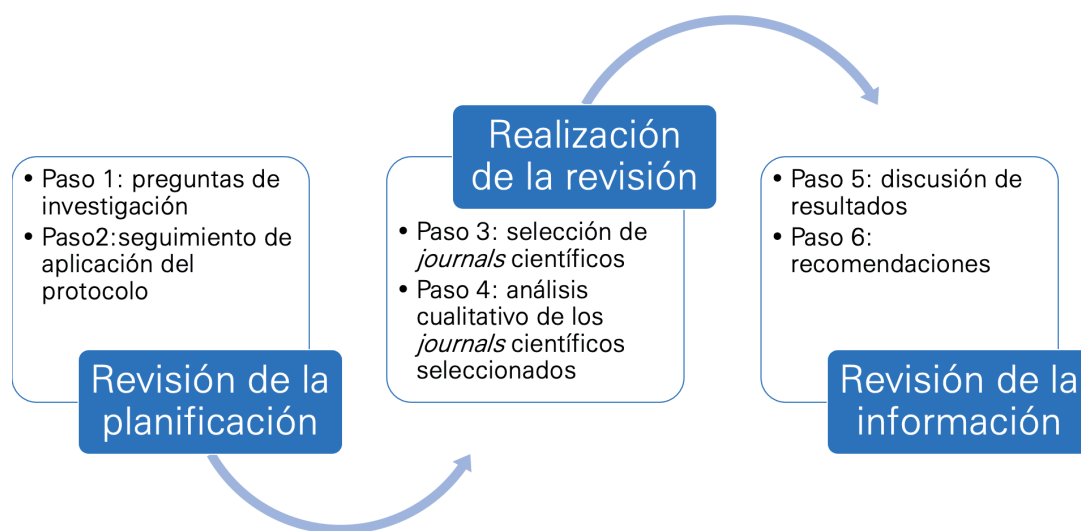 • Paso 1: preguntas de
investigación
• Paso2:seguimiento de
aplicación del
protocolo
Revisión de la
planificación
Realización
de la revisión
• Paso 3: selección de
journals científicos
• Paso 4: análisis
cualitativo de los
journals científicos
seleccionados
• Paso 5: discusión de
resultados
• Paso 6:
recomendaciones
Revisión de la
información